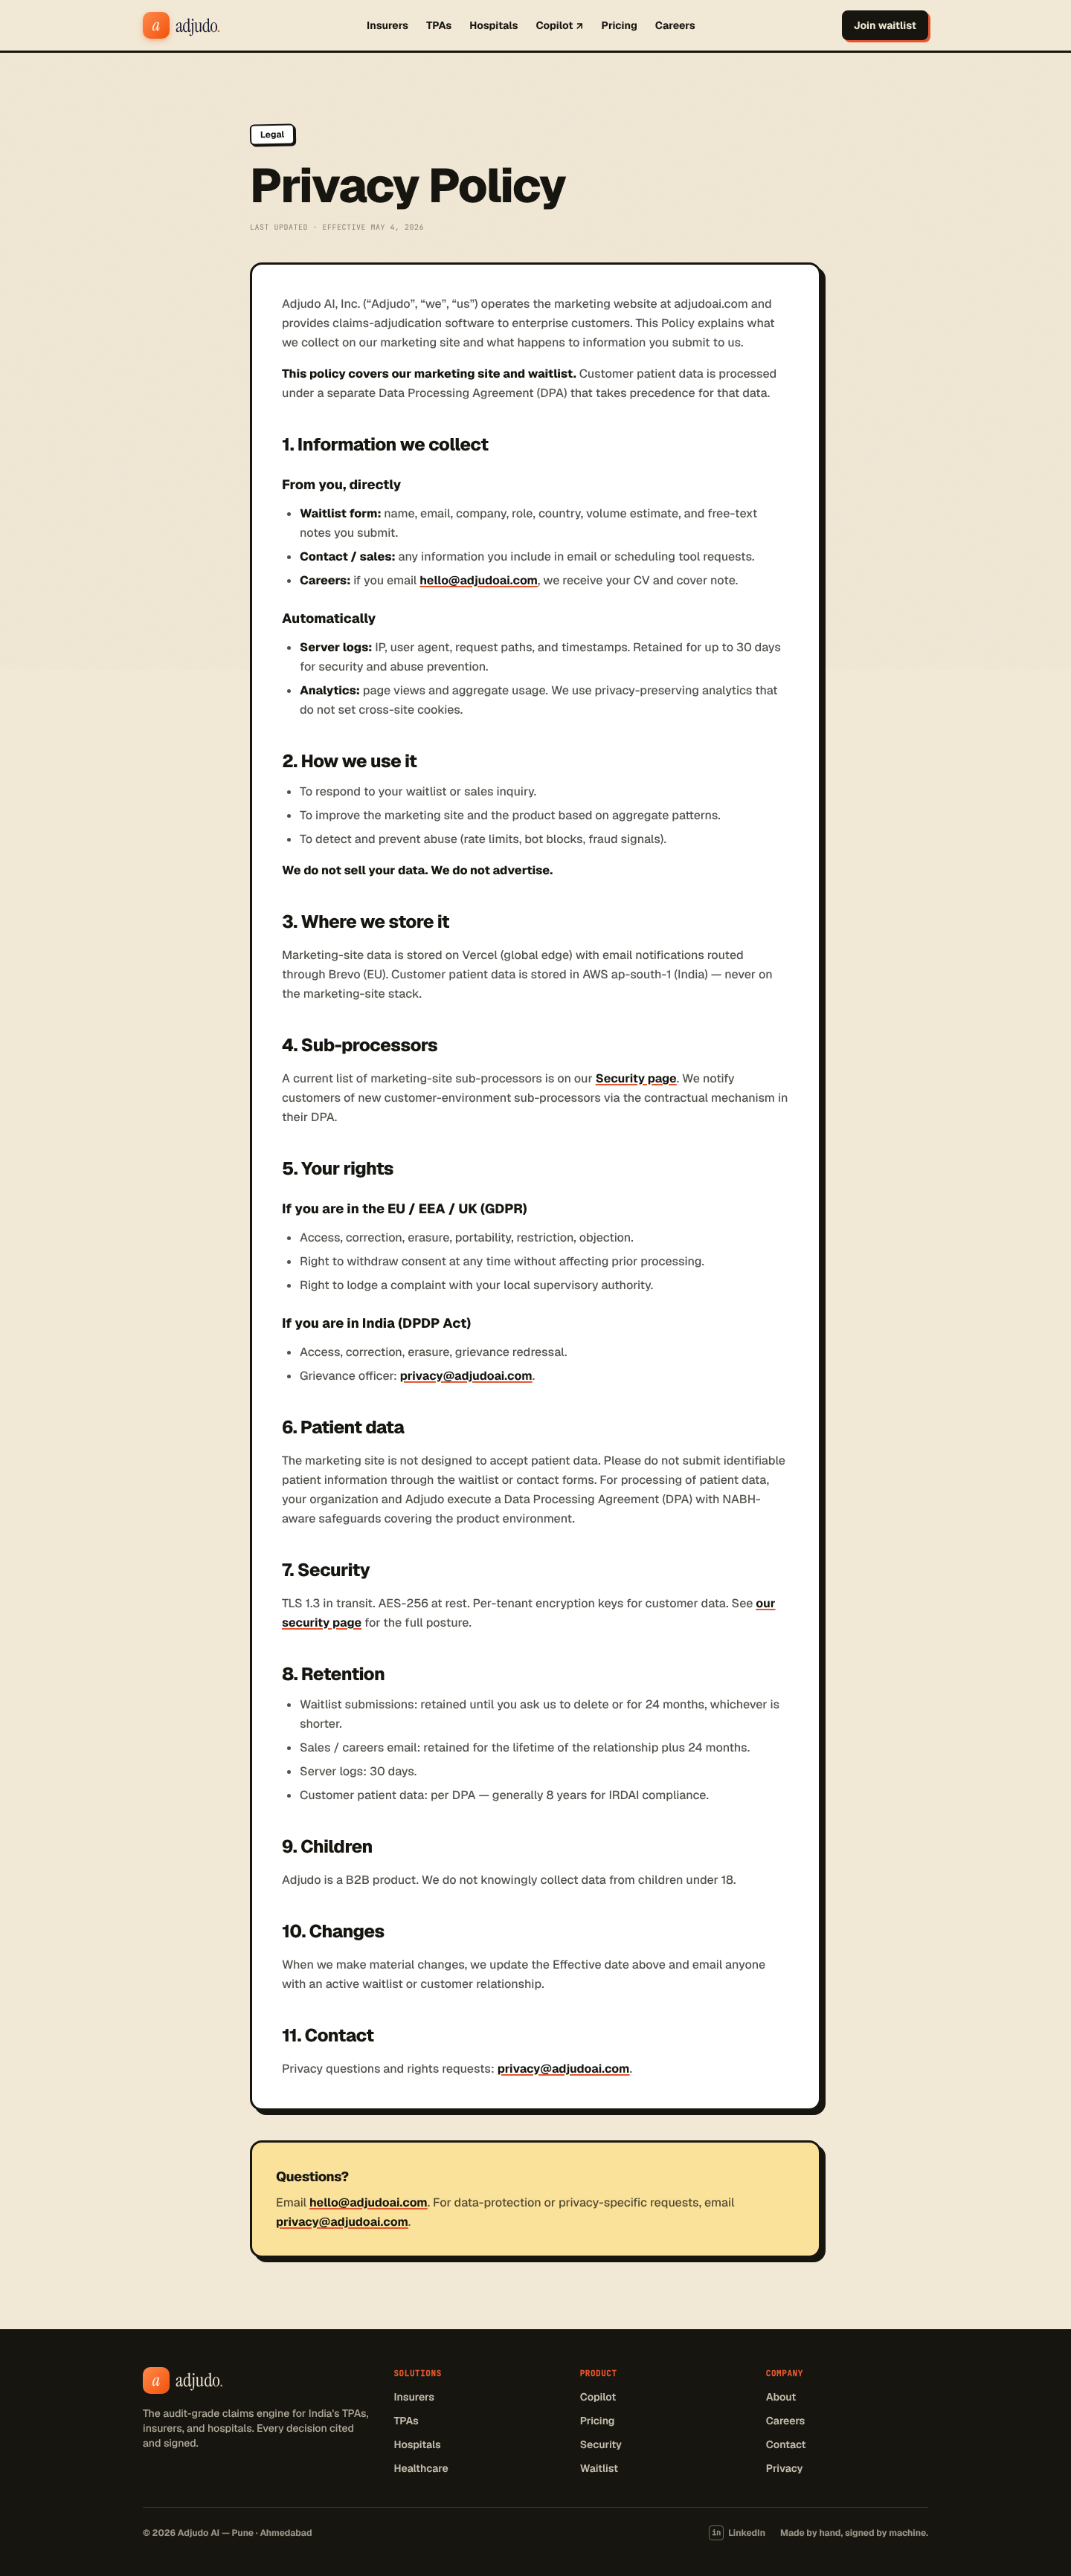 a adjudo.
Insurers TPAs Hospitals Copilot ↗ Pricing Careers
Join waitlist
Legal
Privacy Policy
LAST UPDATED · EFFECTIVE MAY 4, 2026
Adjudo AI, Inc. (“Adjudo”, “we”, “us”) operates the marketing website at adjudoai.com and
provides claims-adjudication software to enterprise customers. This Policy explains what
we collect on our marketing site and what happens to information you submit to us.
This policy covers our marketing site and waitlist. Customer patient data is processed
under a separate Data Processing Agreement (DPA) that takes precedence for that data.
1. Information we collect
From you, directly
• Waitlist form: name, email, company, role, country, volume estimate, and free-text
notes you submit.
• Contact / sales: any information you include in email or scheduling tool requests.
• Careers: if you email hello@adjudoai.com, we receive your CV and cover note.
Automatically
• Server logs: IP, user agent, request paths, and timestamps. Retained for up to 30 days
for security and abuse prevention.
• Analytics: page views and aggregate usage. We use privacy-preserving analytics that
do not set cross-site cookies.
2. How we use it
• To respond to your waitlist or sales inquiry.
• To improve the marketing site and the product based on aggregate patterns.
• To detect and prevent abuse (rate limits, bot blocks, fraud signals).
We do not sell your data. We do not advertise.
3. Where we store it
Marketing-site data is stored on Vercel (global edge) with email notifications routed
through Brevo (EU). Customer patient data is stored in AWS ap-south-1 (India) — never on
the marketing-site stack.
4. Sub-processors
A current list of marketing-site sub-processors is on our Security page. We notify
customers of new customer-environment sub-processors via the contractual mechanism in
their DPA.
5. Your rights
If you are in the EU / EEA / UK (GDPR)
• Access, correction, erasure, portability, restriction, objection.
• Right to withdraw consent at any time without affecting prior processing.
• Right to lodge a complaint with your local supervisory authority.
If you are in India (DPDP Act)
• Access, correction, erasure, grievance redressal.
• Grievance officer: privacy@adjudoai.com.
6. Patient data
The marketing site is not designed to accept patient data. Please do not submit identifiable
patient information through the waitlist or contact forms. For processing of patient data,
your organization and Adjudo execute a Data Processing Agreement (DPA) with NABH-
aware safeguards covering the product environment.
7. Security
TLS 1.3 in transit. AES-256 at rest. Per-tenant encryption keys for customer data. See our
security page for the full posture.
8. Retention
• Waitlist submissions: retained until you ask us to delete or for 24 months, whichever is
shorter.
• Sales / careers email: retained for the lifetime of the relationship plus 24 months.
• Server logs: 30 days.
• Customer patient data: per DPA — generally 8 years for IRDAI compliance.
9. Children
Adjudo is a B2B product. We do not knowingly collect data from children under 18.
10. Changes
When we make material changes, we update the Effective date above and email anyone
with an active waitlist or customer relationship.
11. Contact
Privacy questions and rights requests: privacy@adjudoai.com.
Questions?
Email hello@adjudoai.com. For data-protection or privacy-specific requests, email
privacy@adjudoai.com.
a adjudo.
The audit-grade claims engine for India's TPAs,
insurers, and hospitals. Every decision cited
and signed.
SOLUTIONS
Insurers
TPAs
Hospitals
Healthcare
PRODUCT
Copilot
Pricing
Security
Waitlist
COMPANY
About
Careers
Contact
Privacy
© 2026 Adjudo AI — Pune · Ahmedabad
in LinkedIn
Made by hand, signed by machine.